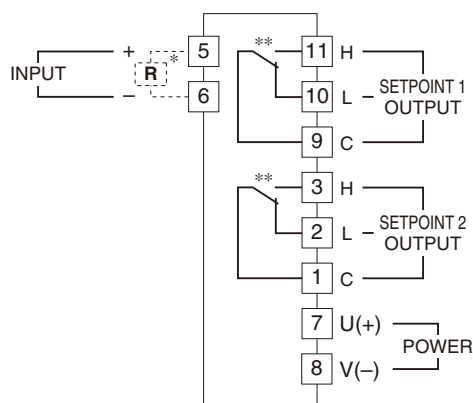 INPUT
+
R
*
–
5
6
**
11 H
10 L
9 C
SETPOINT 1
OUTPUT
**
3 H
2 L
1 C
SETPOINT 2
OUTPUT
7 U(+)
8 V(–)
POWER